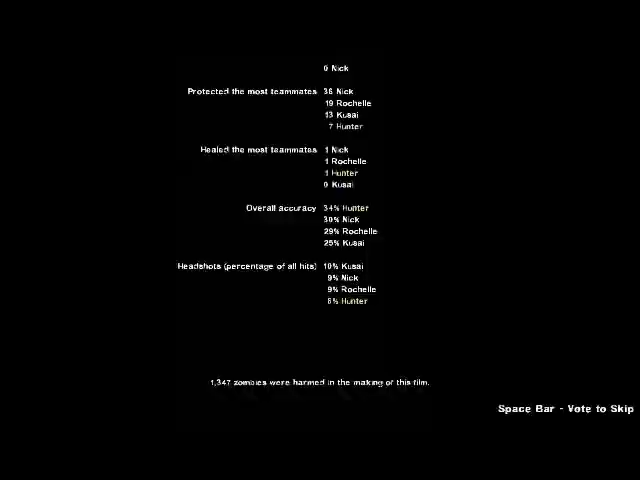 0 Nick
Protected the most teammates 36 Nick
19 Rochelle
13 Kusai
7 Hunter
Healed the most teammates 1 Nick
1 Rochelle
1 Hunter
0 Kusai
Overall accuracy 34% Hunter
30% Nick
29% Rochelle
25% Kusai
Headshots (percentage of all hits) 10% Kusai
9% Nick
9% Rochelle
6% Hunter
1,347 zombies were harmed in the making of this film.
Space Bar - Vote to Skip